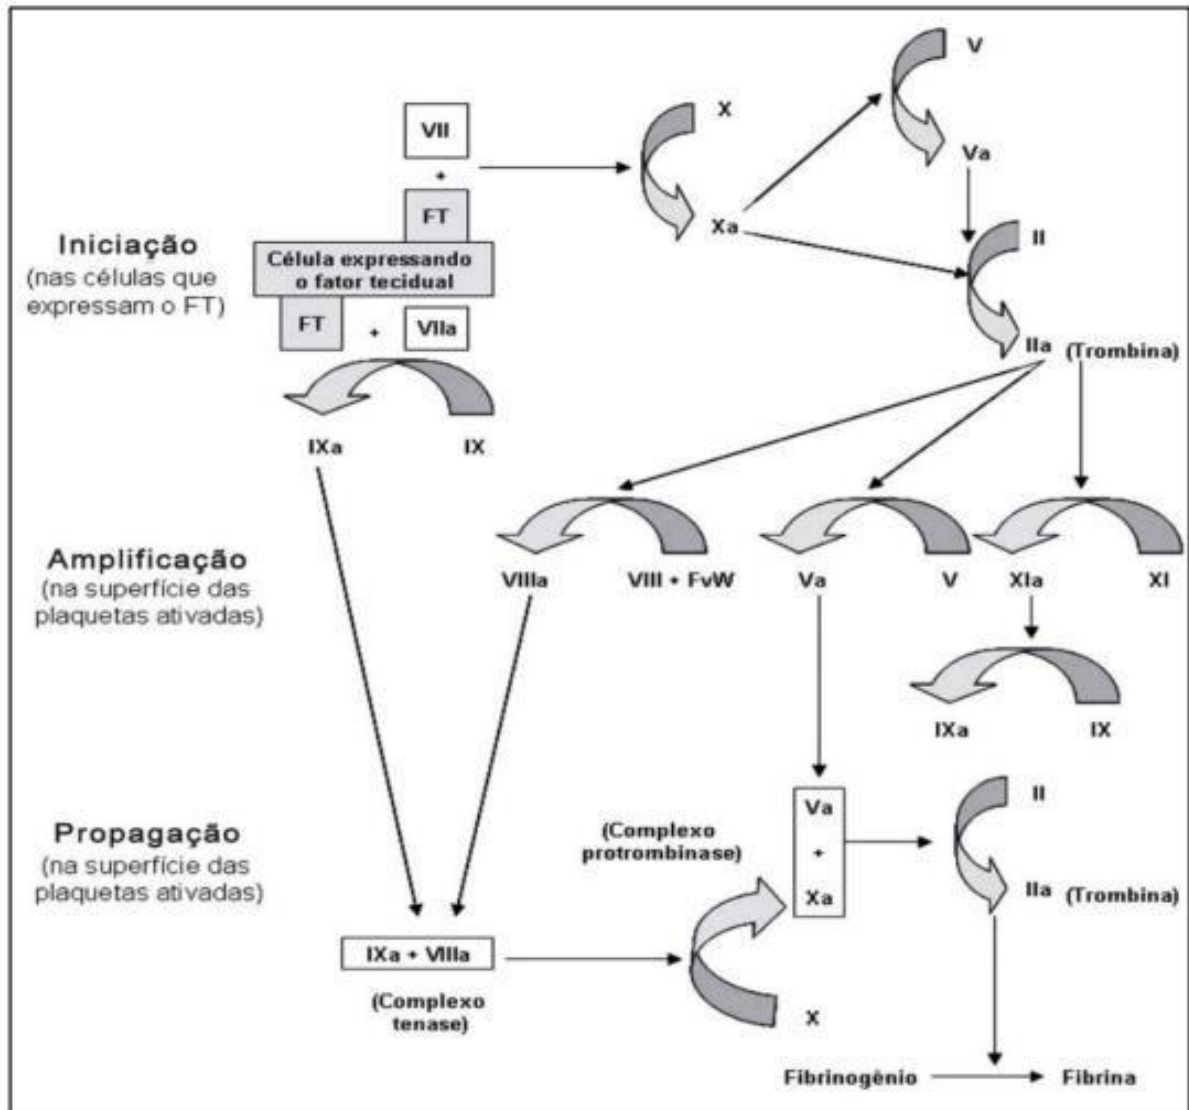 V
X
VII
+
Va
FT
Xa
II
Iniciação
(nas células que
expressam o FT)
Célula expressando
o fator tecidual
FT
+
VIIa
IIa (Trombina)
IXa
IX
Amplificação
(na superfície das
plaquetas ativadas)
VIIIa
VIII + FvW
Va
V
XIa
XI
IXa
IX
Propagação
(na superfície das
plaquetas ativadas)
(Complexo
protrombinase)
Va
+
Xa
II
IIa (Trombina)
IXa + VIIIa
(Complexo
tenase)
X
Fibrinogênio
Fibrina